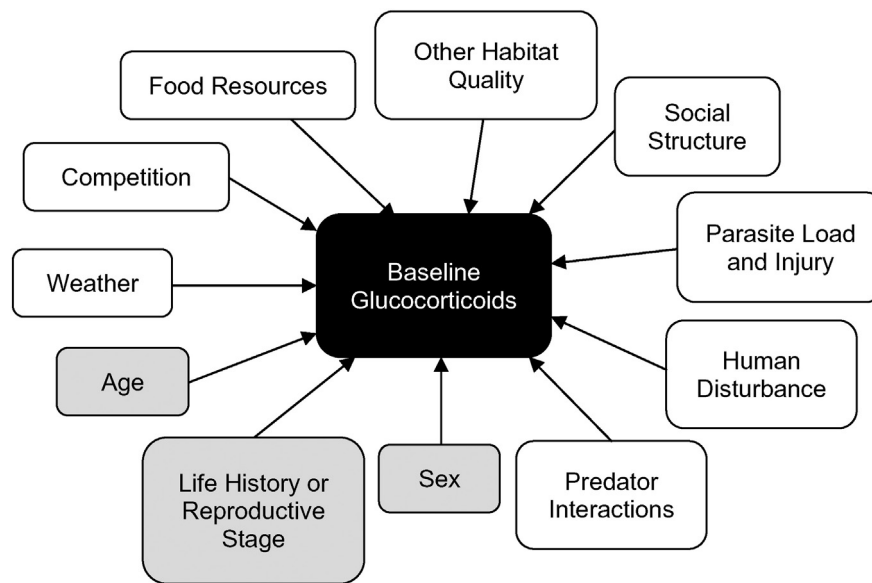 Other Habitat
Quality
Food Resources
Social
Structure
Competition
Parasite Load
and Injury
Baseline
Glucocorticoids
Weather
Human
Disturbance
Age
Life History or
Reproductive
Stage
Sex
Predator
Interactions